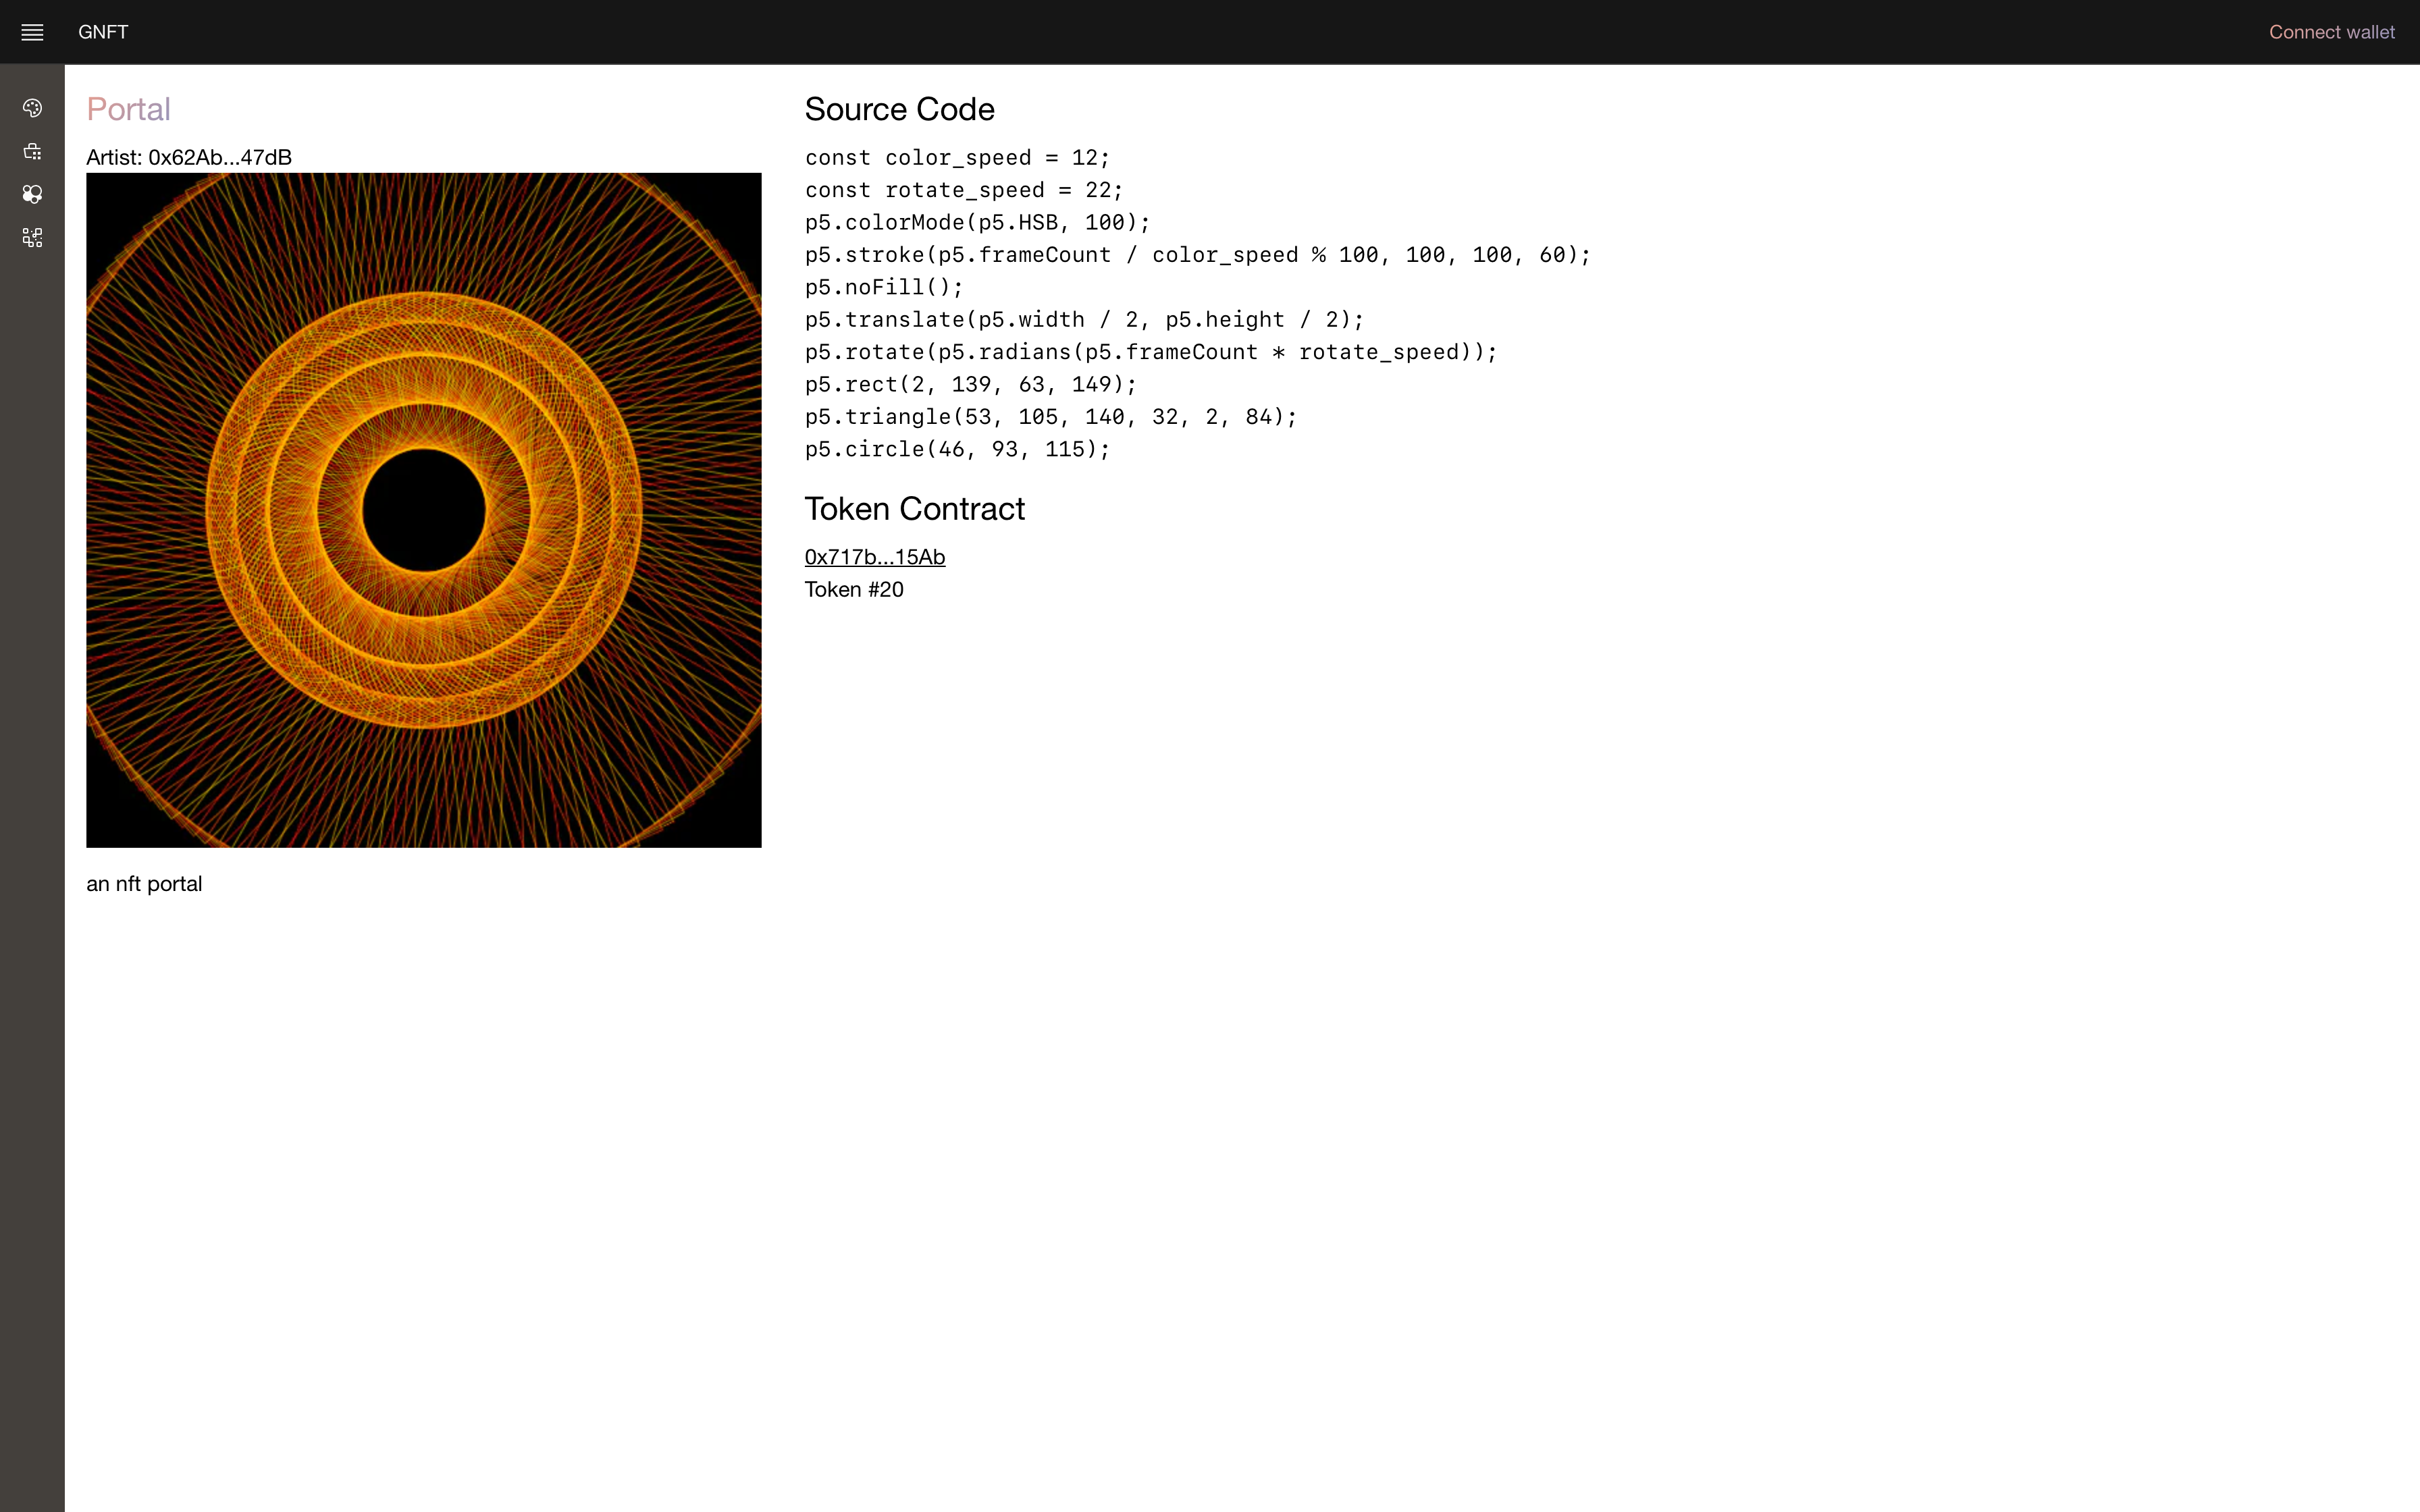 GNFT
Connect wallet
Portal
Artist: 0x62Ab...47dB
an nft portal
Source Code
const color_speed = 12;
const rotate_speed = 22;
p5.colorMode(p5.HSB, 100);
p5.stroke(p5.frameCount / color_speed % 100, 100, 100, 60);
p5.noFill();
p5.translate(p5.width / 2, p5.height / 2);
p5.rotate(p5.radians(p5.frameCount * rotate_speed));
p5.rect(2, 139, 63, 149);
p5.triangle(53, 105, 140, 32, 2, 84);
p5.circle(46, 93, 115);
Token Contract
0x717b...15Ab
Token #20